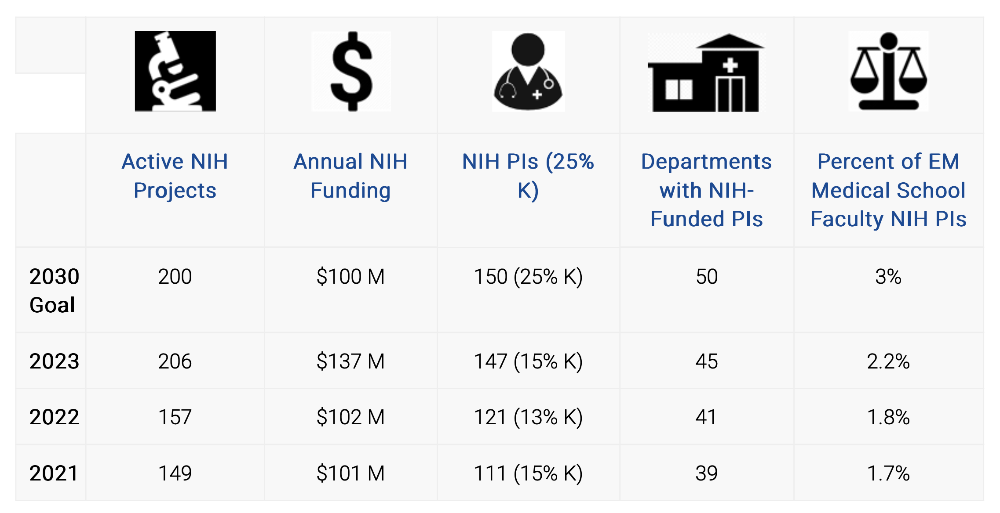 Active NIH
Projects
Annual NIH
Funding
NIH PIs (25%
K)
Departments
with NIH-
Funded PIs
Percent of EM
Medical School
Faculty NIH PIs
2030
Goal
200
$100 M
150 (25% K)
50
3%
2023
206
$137 M
147 (15% K)
45
2.2%
2022
157
$102 M
121 (13% K)
41
1.8%
2021
149
$101 M
111 (15% K)
39
1.7%